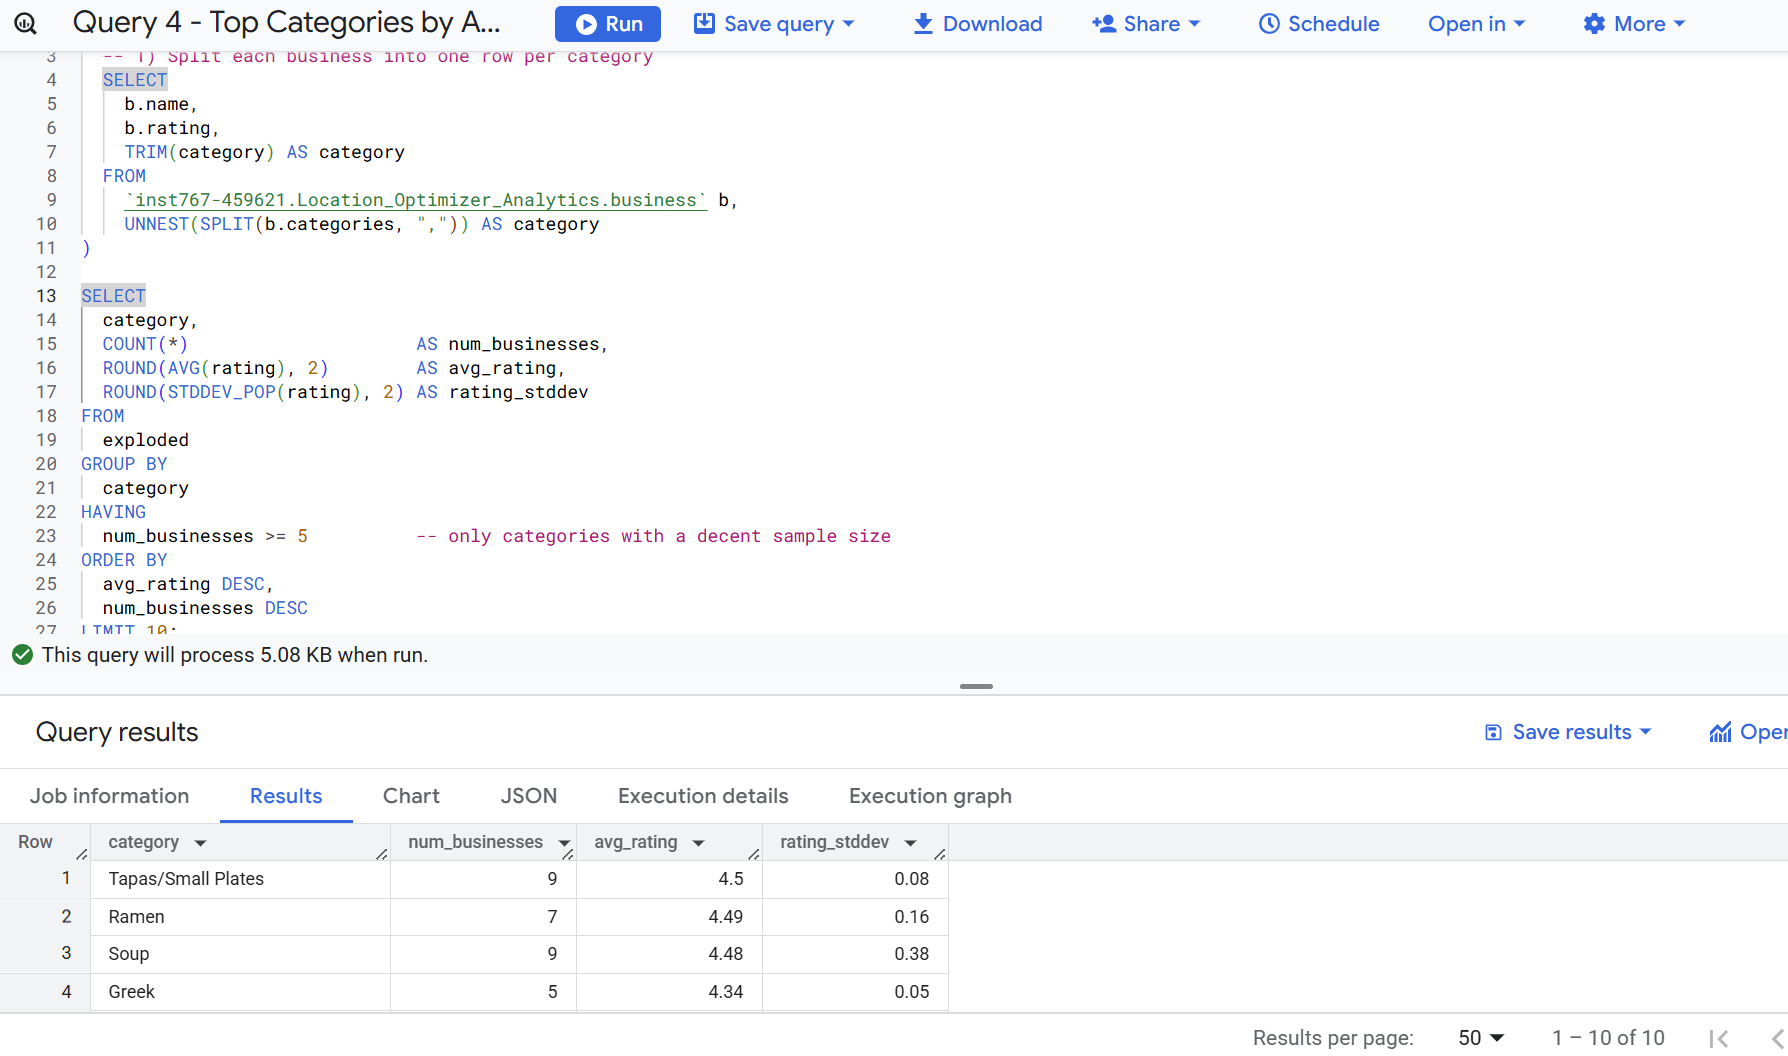 Query 4 - Top Categories by A... Run Save query Download Share Schedule Open in More
3 -- 1) Split each business into one row per category
4 SELECT
5 b.name,
6 b.rating,
7 TRIM(category) AS category
8 FROM
9 `inst767-459621.Location_Optimizer_Analytics.business` b,
10 UNNEST(SPLIT(b.categories, ",")) AS category
11 )
12
13 SELECT
14 category,
15 COUNT(*) AS num_businesses,
16 ROUND(AVG(rating), 2) AS avg_rating,
17 ROUND(STDDEV_POP(rating), 2) AS rating_stddev
18 FROM
19 exploded
20 GROUP BY
21 category
22 HAVING
23 num_businesses >= 5 -- only categories with a decent sample size
24 ORDER BY
25 avg_rating DESC,
26 num_businesses DESC
27 LIMIT 10;
This query will process 5.08 KB when run.
Query results Save results Oper
Job information Results Chart JSON Execution details Execution graph
Row category num_businesses avg_rating rating_stddev
1 Tapas/Small Plates 9 4.5 0.08
2 Ramen 7 4.49 0.16
3 Soup 9 4.48 0.38
4 Greek 5 4.34 0.05
Results per page: 50 1 – 10 of 10